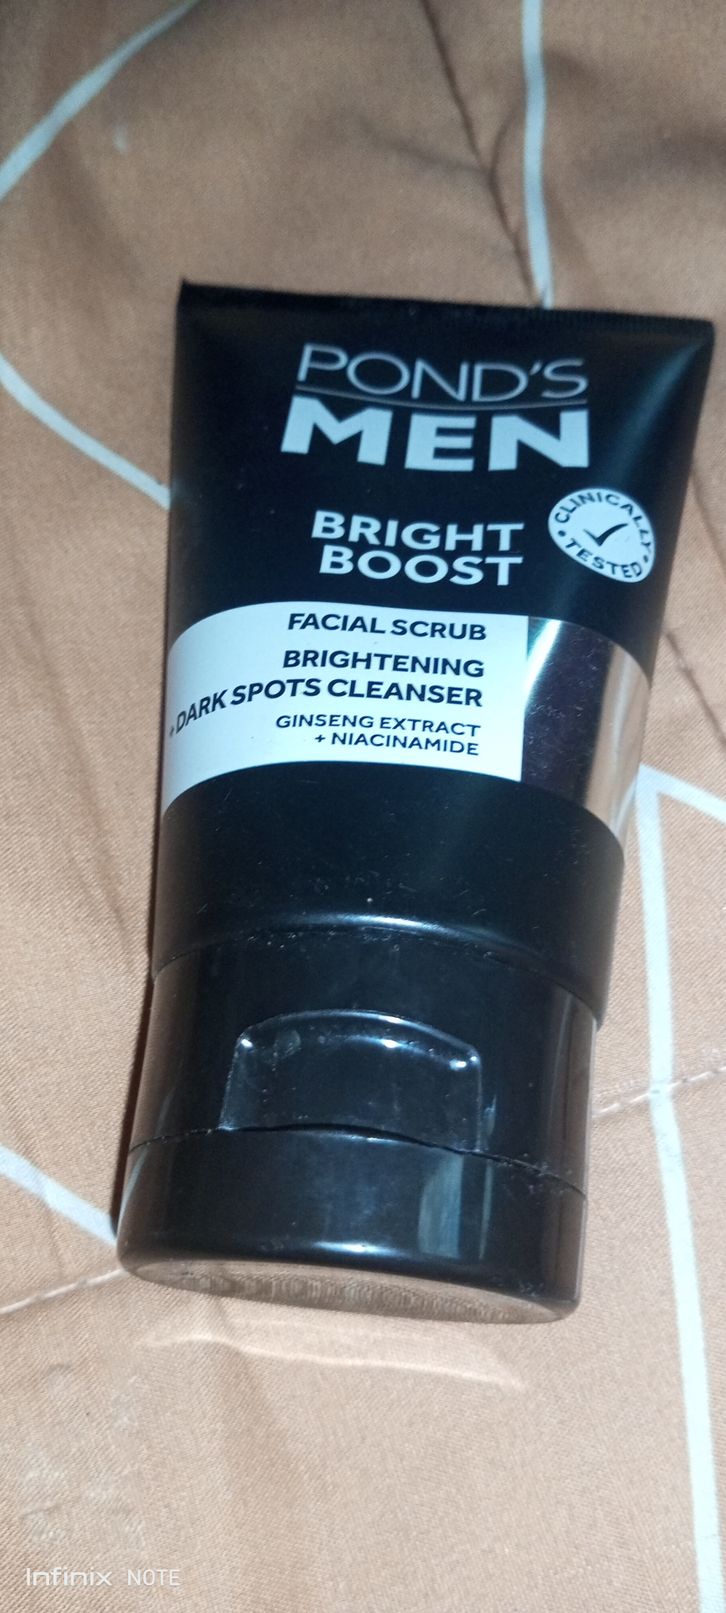 POND'S
MEN
BRIGHT
BOOST
CLINICALLY
TESTED
FACIAL SCRUB
BRIGHTENING
+DARK SPOTS CLEANSER
GINSENG EXTRACT
+ NIACINAMIDE
Infinix NOTE